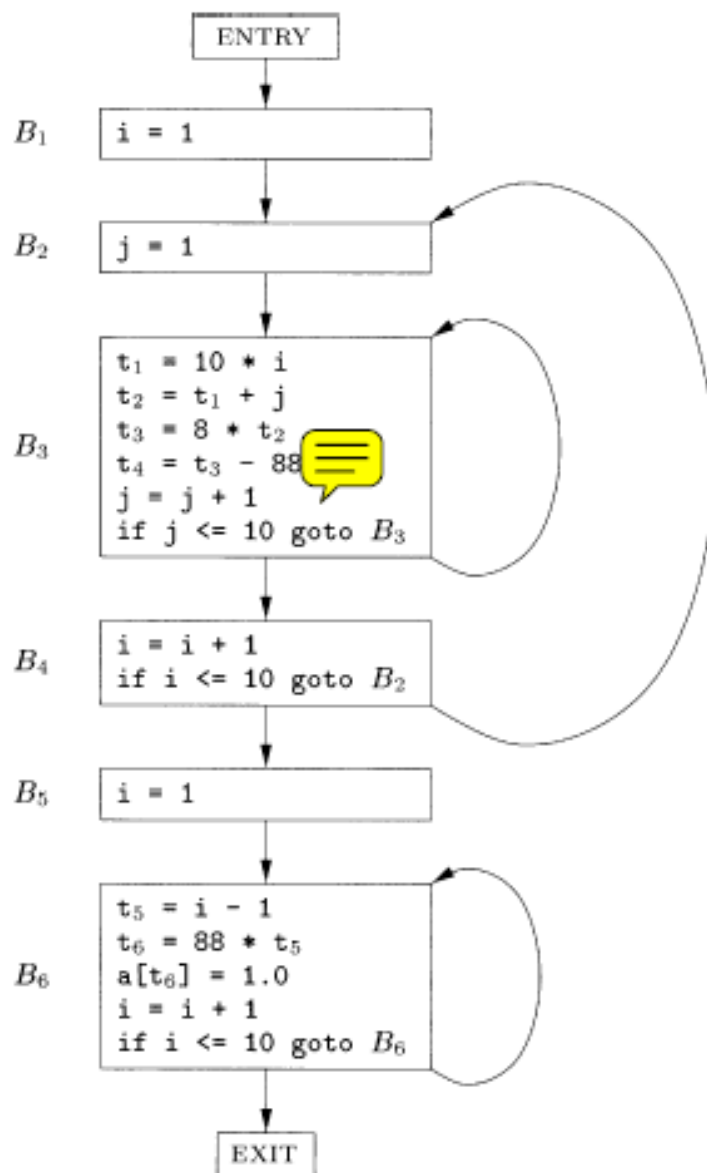 ENTRY
B₁
i = 1
B₂
j = 1
B₃
t₁ = 10 * i
t₂ = t₁ + j
t₃ = 8 * t₂
t₄ = t₃ - 88
j = j + 1
if j <= 10 goto B₃
B₄
i = i + 1
if i <= 10 goto B₂
B₅
i = 1
B₆
t₅ = i - 1
t₆ = 88 * t₅
a[t₆] = 1.0
i = i + 1
if i <= 10 goto B₆
EXIT